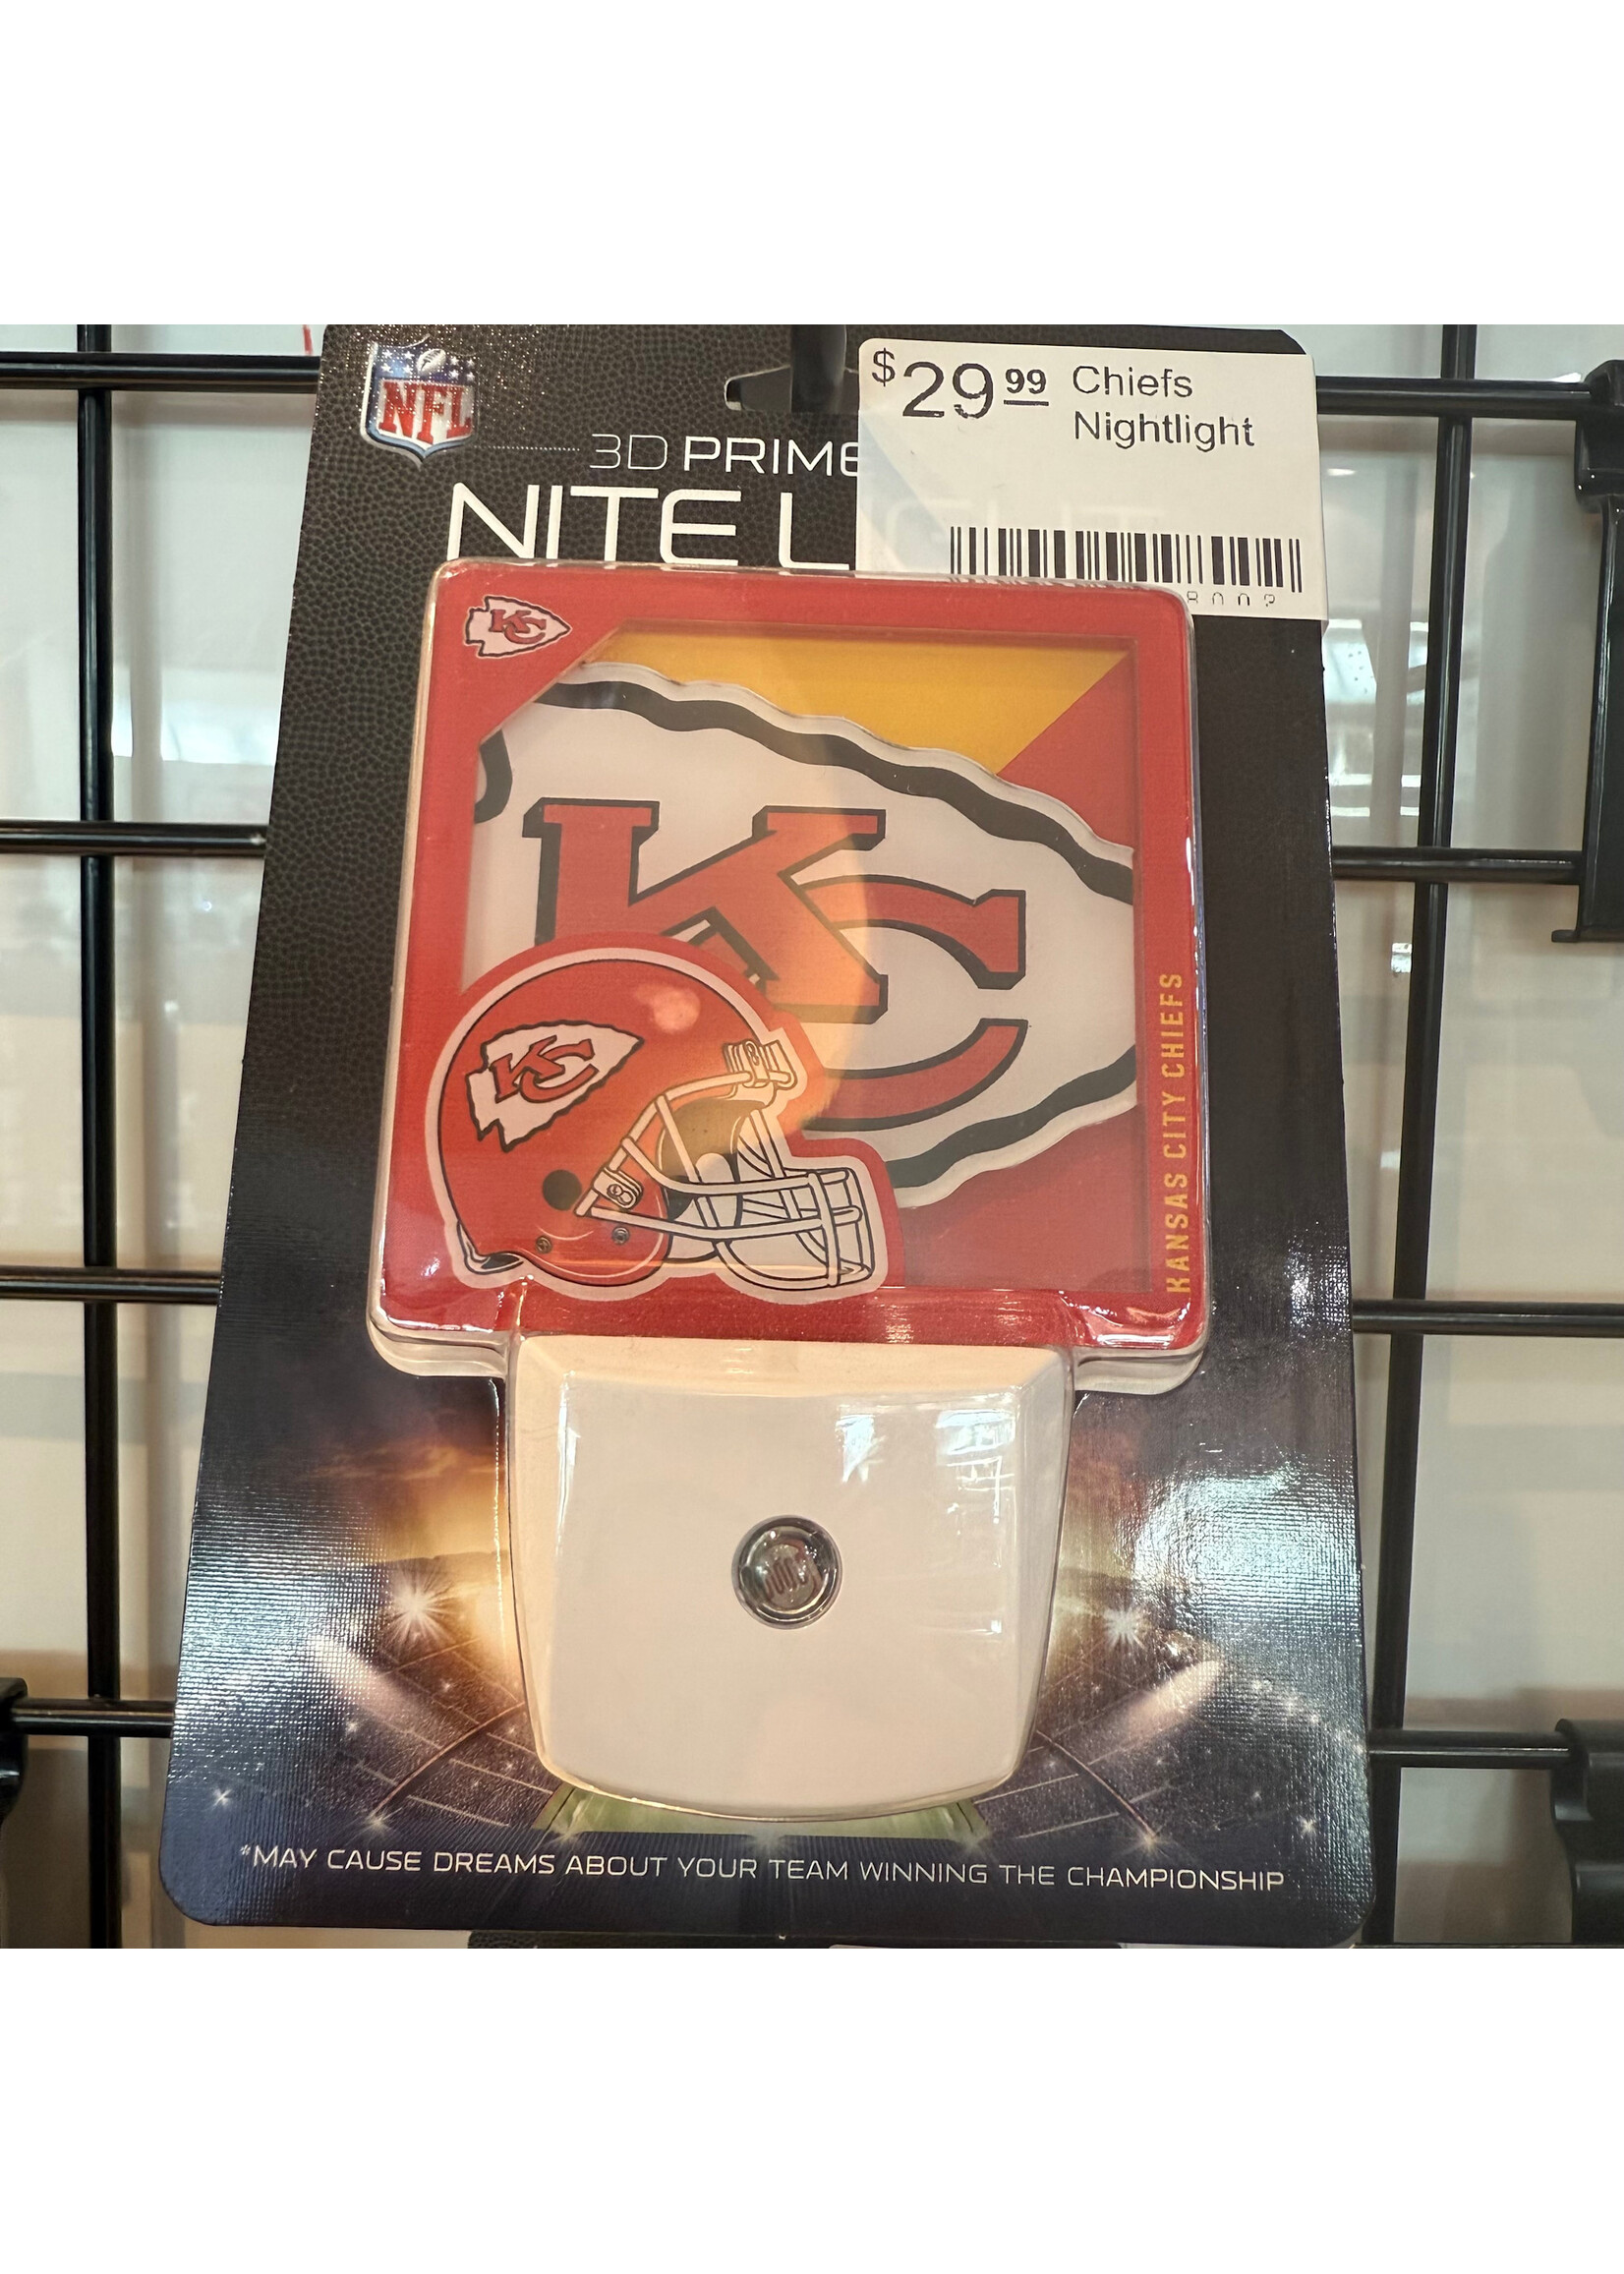 NFL
$29 99 Chiefs
Nightlight
3D PRIME
NITE L
KC
KC
KC
KANSAS CITY CHIEFS
*MAY CAUSE DREAMS ABOUT YOUR TEAM WINNING THE CHAMPIONSHIP